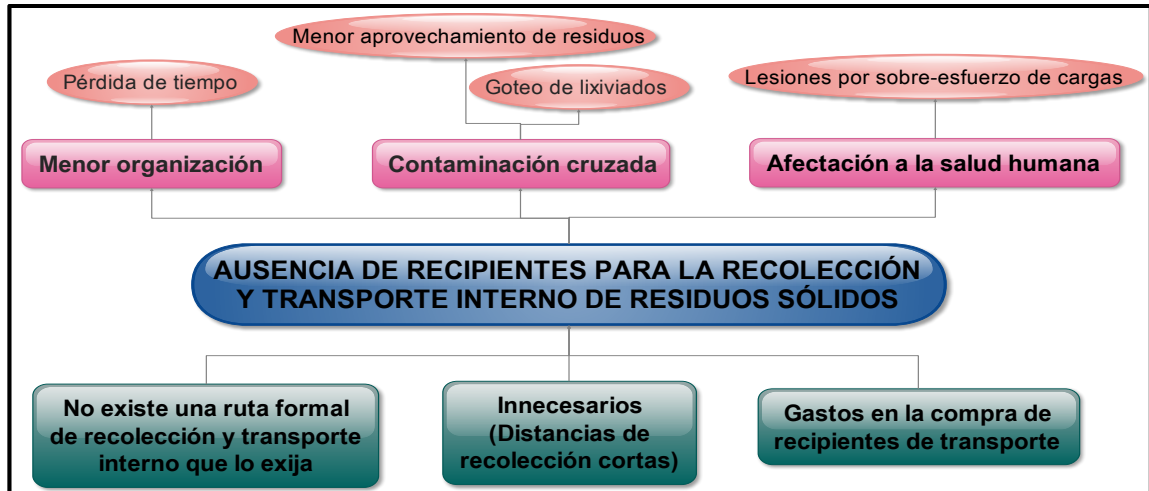 Menor aprovechamiento de residuos
Pérdida de tiempo
Goteo de lixiviados
Lesiones por sobre-esfuerzo de cargas
Menor organización
Contaminación cruzada
Afectación a la salud humana
AUSENCIA DE RECIPIENTES PARA LA RECOLECCIÓN
Y TRANSPORTE INTERNO DE RESIDUOS SÓLIDOS
No existe una ruta formal
de recolección y transporte
interno que lo exija
Innecesarios
(Distancias de
recolección cortas)
Gastos en la compra de
recipientes de transporte